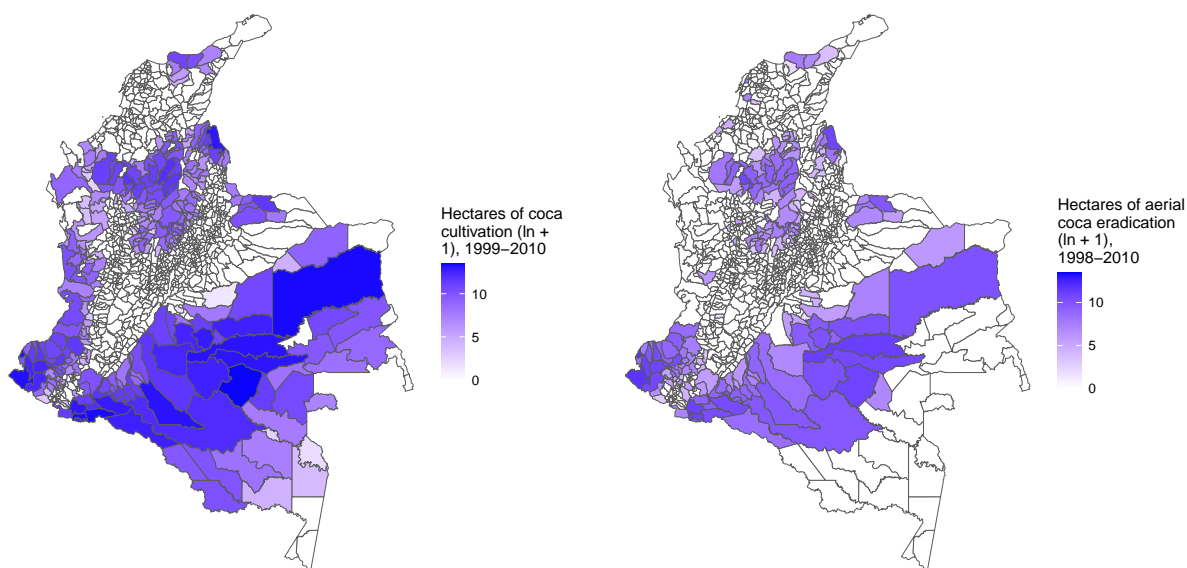 Hectares of coca
cultivation (ln +
1), 1999–2010
10
5
0
Hectares of aerial
coca eradication
(ln + 1),
1998–2010
10
5
0